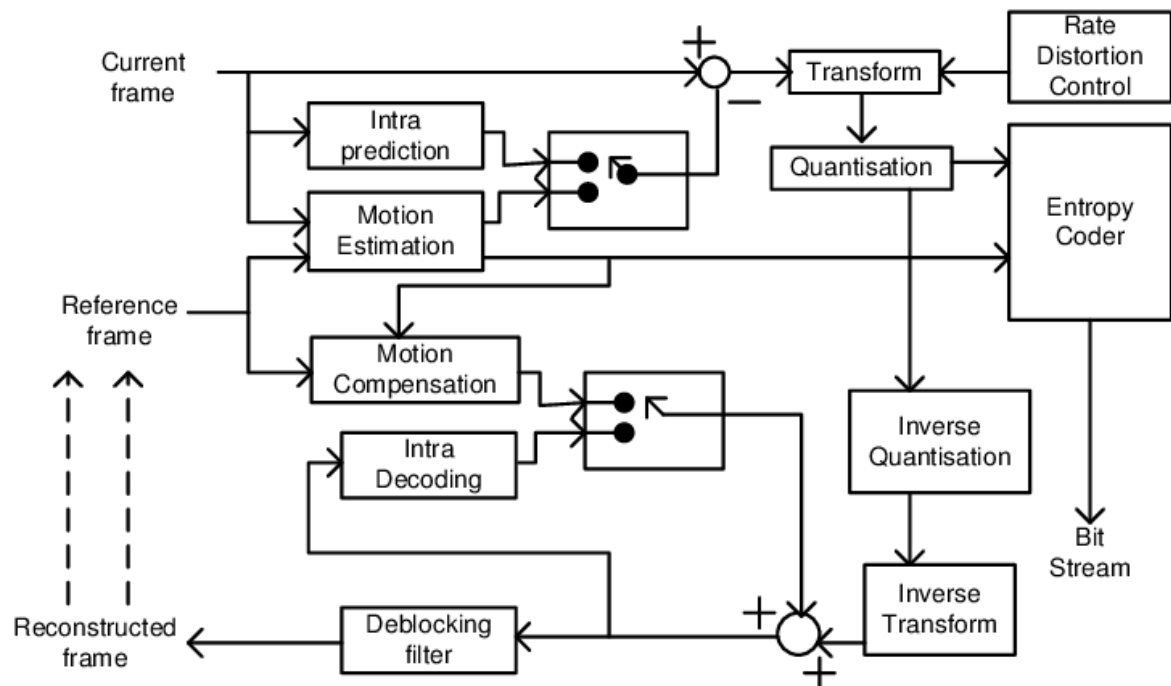 Current
frame
Rate
Distortion
Control
+
Transform
−
Intra
prediction
Quantisation
Entropy
Coder
Motion
Estimation
Reference
frame
Motion
Compensation
Inverse
Quantisation
Intra
Decoding
Bit
Stream
Inverse
Transform
+
Reconstructed
frame
Deblocking
filter
+